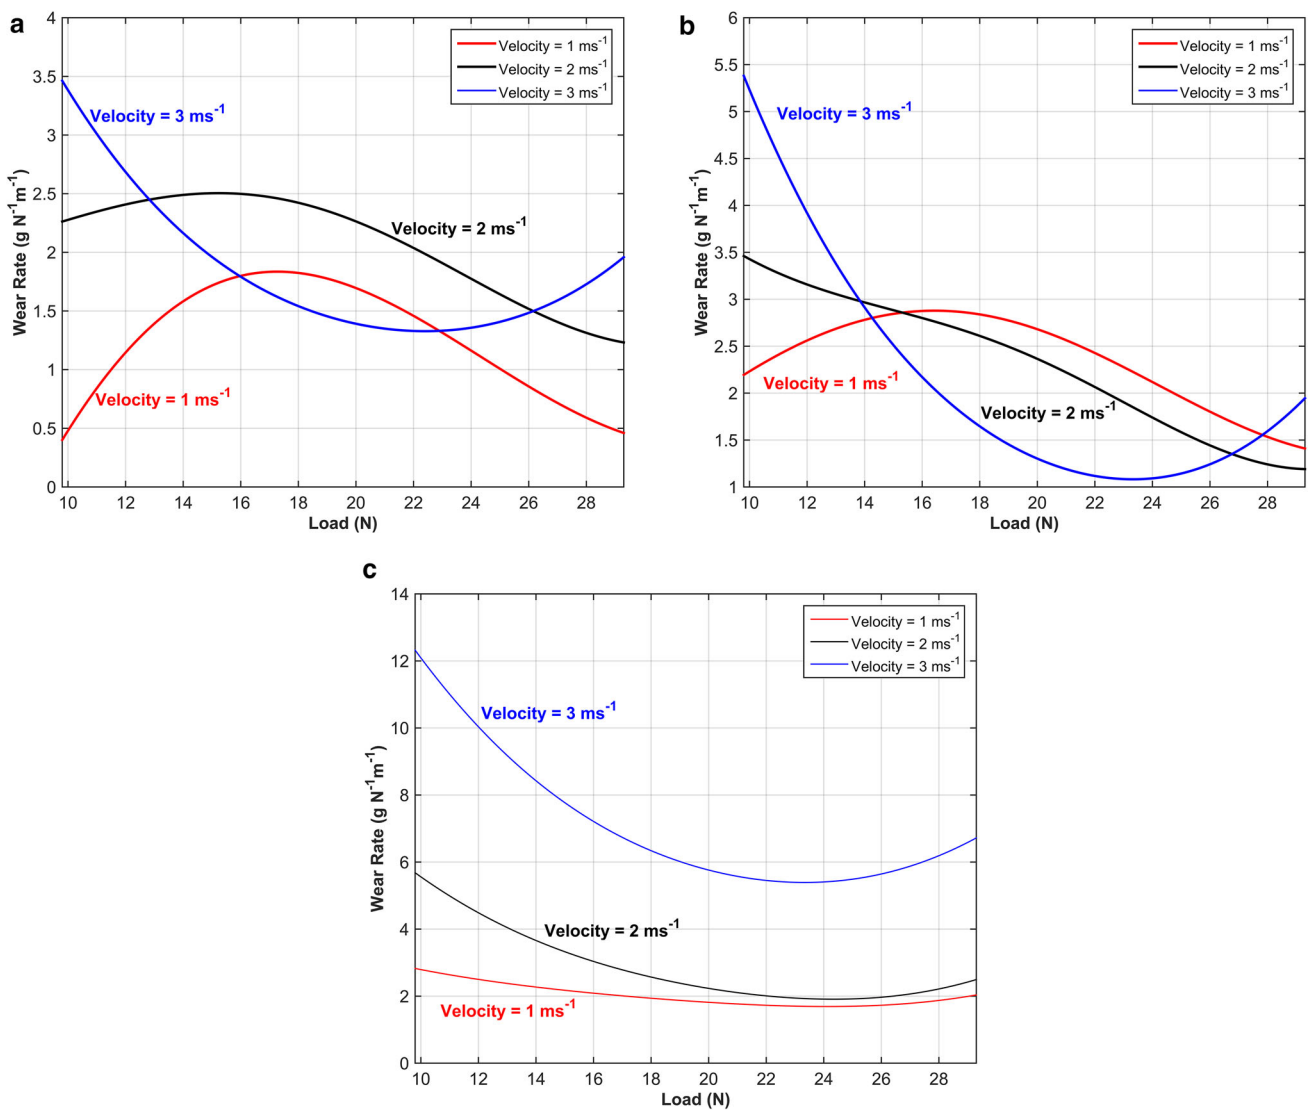 a
4
3.5
3
2.5
2
1.5
1
0.5
0
10 12 14 16 18 20 22 24 26 28
Load (N)
Wear Rate (g N⁻¹m⁻¹)
Velocity = 1 ms⁻¹
Velocity = 2 ms⁻¹
Velocity = 3 ms⁻¹
Velocity = 3 ms⁻¹
Velocity = 2 ms⁻¹
Velocity = 1 ms⁻¹
b
6
5.5
5
4.5
4
3.5
3
2.5
2
1.5
1
10 12 14 16 18 20 22 24 26 28
Load (N)
Wear Rate (g N⁻¹m⁻¹)
Velocity = 1 ms⁻¹
Velocity = 2 ms⁻¹
Velocity = 3 ms⁻¹
Velocity = 3 ms⁻¹
Velocity = 1 ms⁻¹
Velocity = 2 ms⁻¹
c
14
12
10
8
6
4
2
0
10 12 14 16 18 20 22 24 26 28
Load (N)
Wear Rate (g N⁻¹m⁻¹)
Velocity = 1 ms⁻¹
Velocity = 2 ms⁻¹
Velocity = 3 ms⁻¹
Velocity = 3 ms⁻¹
Velocity = 2 ms⁻¹
Velocity = 1 ms⁻¹